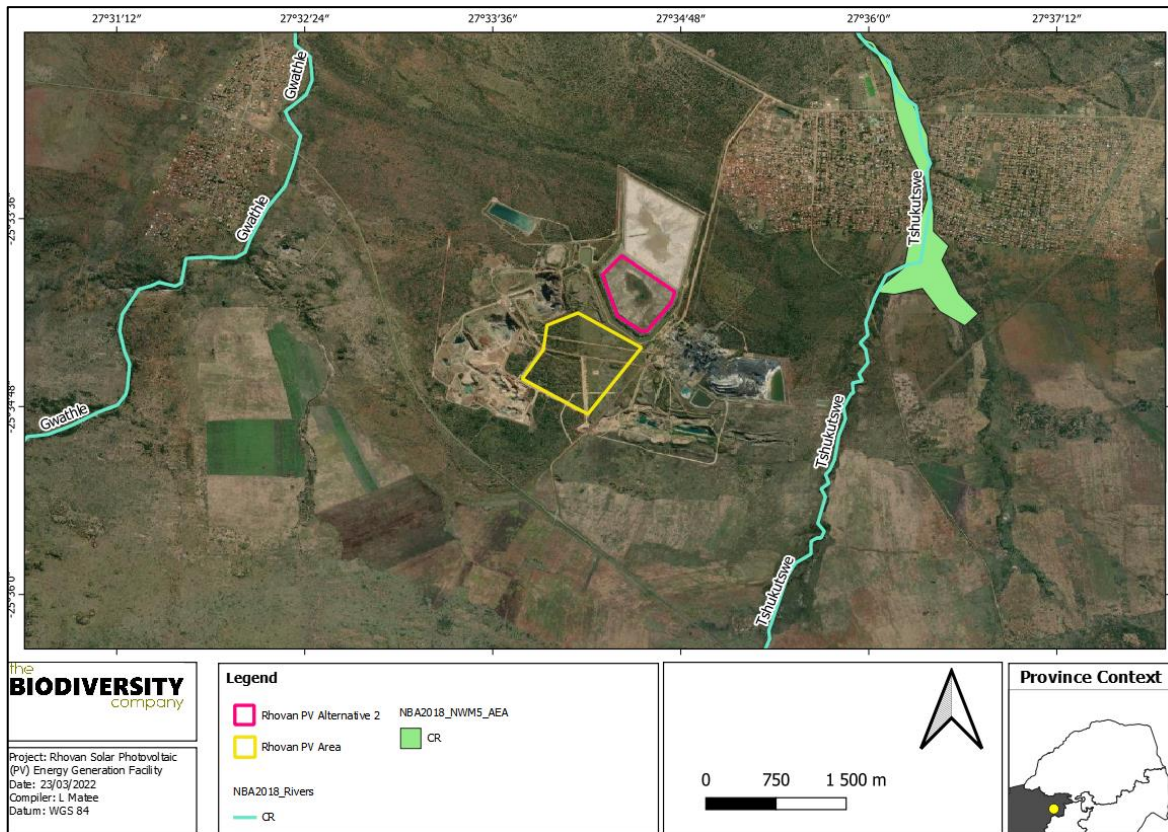 27°31'12"
27°32'24"
27°33'36"
27°34'48"
27°36'0"
27°37'12"
-25°33'36"
-25°34'48"
-25°36'0"
Gwathle
Gwathle
Gwathle
Tshukutswe
Tshukutswe
Tshukutswe
the
BIODIVERSITY
company
Project: Rhovan Solar Photovoltaic
(PV) Energy Generation Facility
Date: 23/03/2022
Compiler: L Matee
Datum: WGS 84
Legend
Rhovan PV Alternative 2
Rhovan PV Area
NBA2018_Rivers
CR
NBA2018_NWM5_AEA
CR
0 750 1 500 m
Province Context